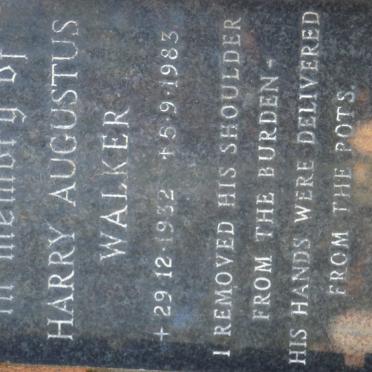 in memory of
HARRY AUGUSTUS
WALKER
+ 29·12·1932 +5·9·1983
I REMOVED HIS SHOULDER
FROM THE BURDEN-
HIS HANDS WERE DELIVERED
FROM THE POTS.